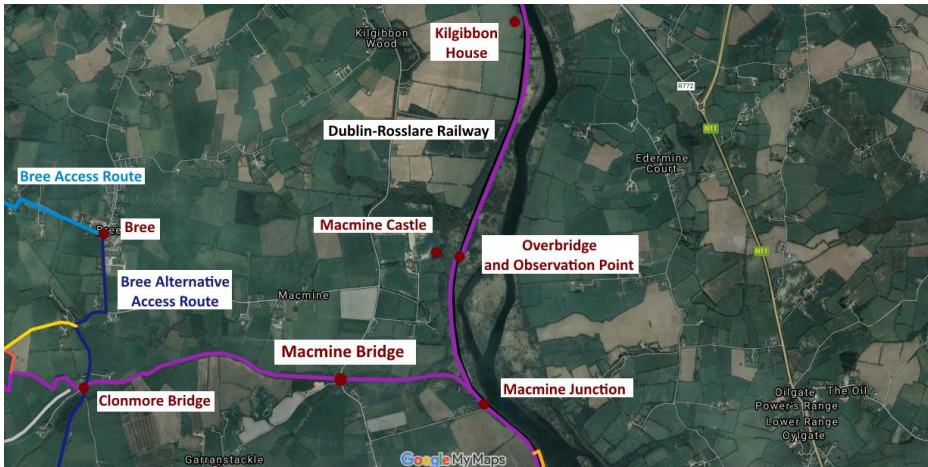 Kilgibbon
Wood
Kilgibbon
House
R772
N11
Dublin-Rosslare Railway
Edermine
Court
Bree Access Route
Bree
Bree
Macmine Castle
Overbridge
and Observation Point
N11
Bree Alternative
Access Route
Macmine
Macmine Bridge
Macmine Junction
Clonmore Bridge
Oilgate
The Oil
Power's Range
Lower Range
Oylgate
Garranstackle
Google My Maps